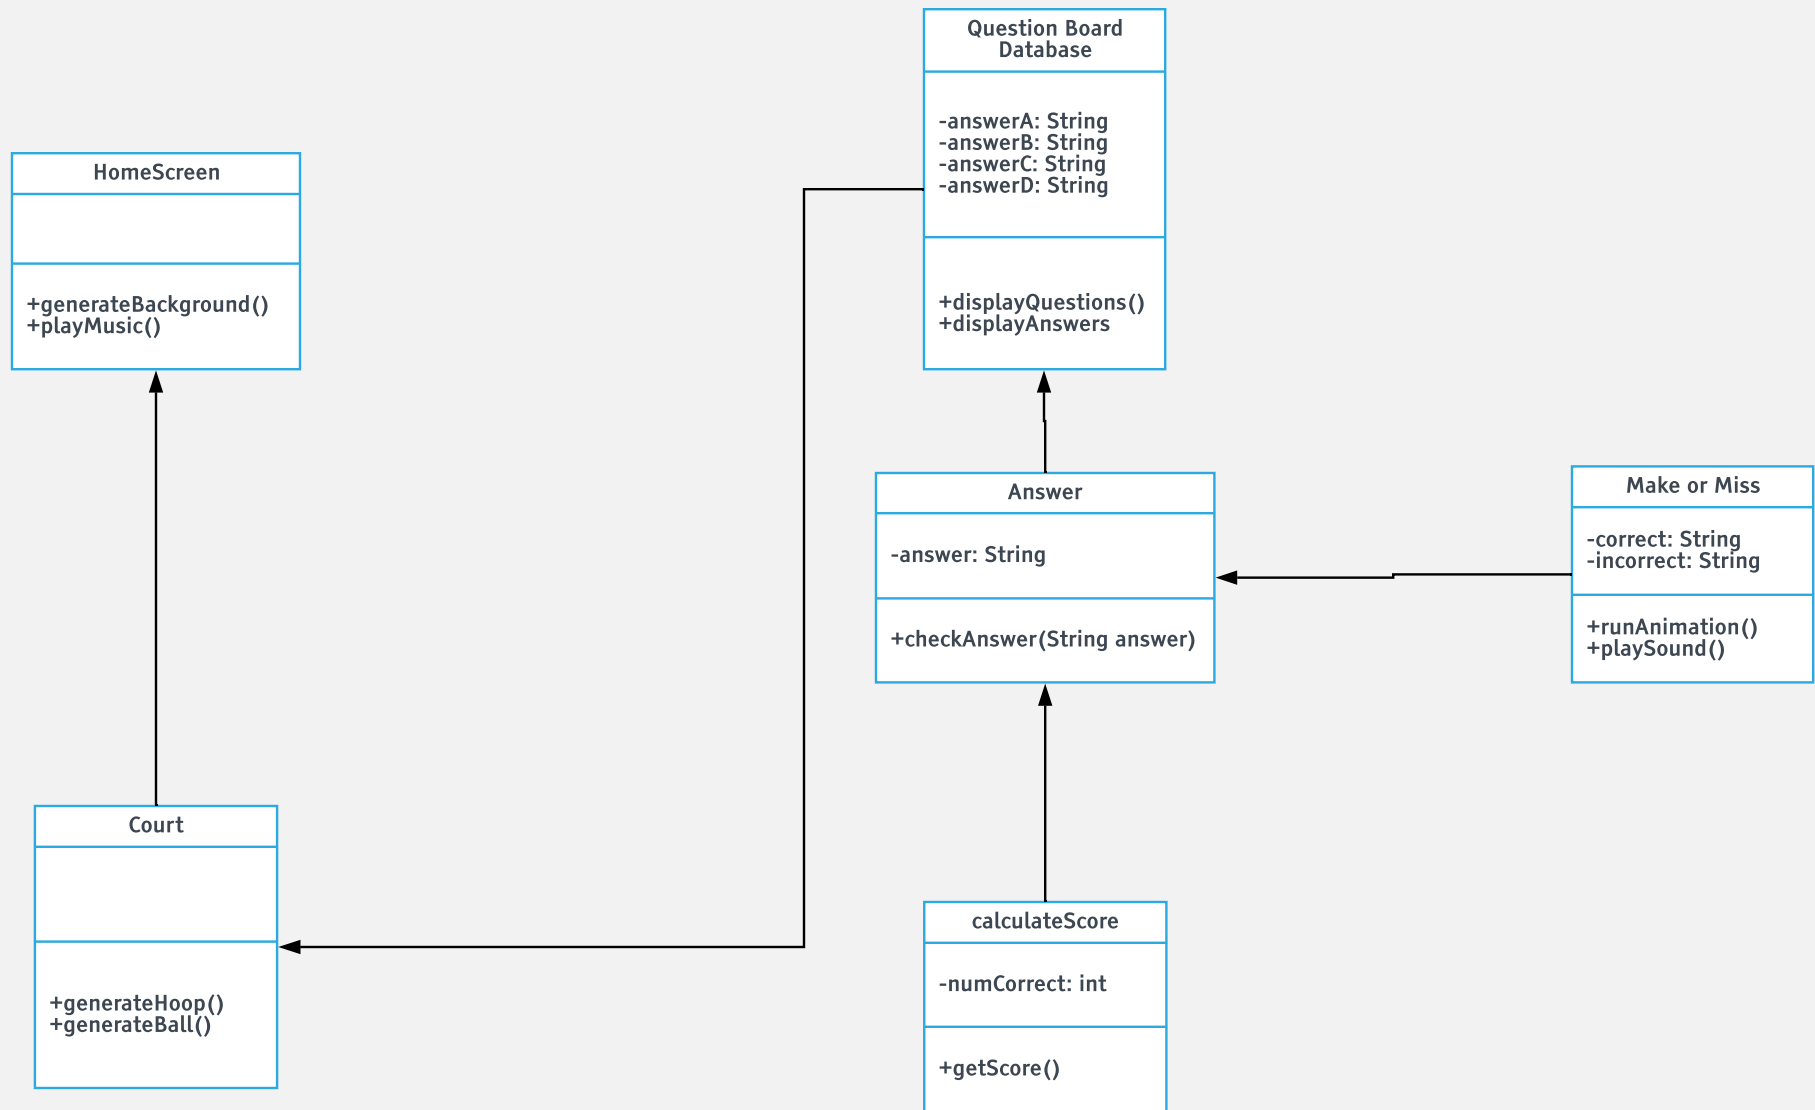 Question Board
Database
-answerA: String
-answerB: String
-answerC: String
-answerD: String
+displayQuestions()
+displayAnswers
HomeScreen
+generateBackground()
+playMusic()
Answer
-answer: String
+checkAnswer(String answer)
Make or Miss
-correct: String
-incorrect: String
+runAnimation()
+playSound()
Court
+generateHoop()
+generateBall()
calculateScore
-numCorrect: int
+getScore()